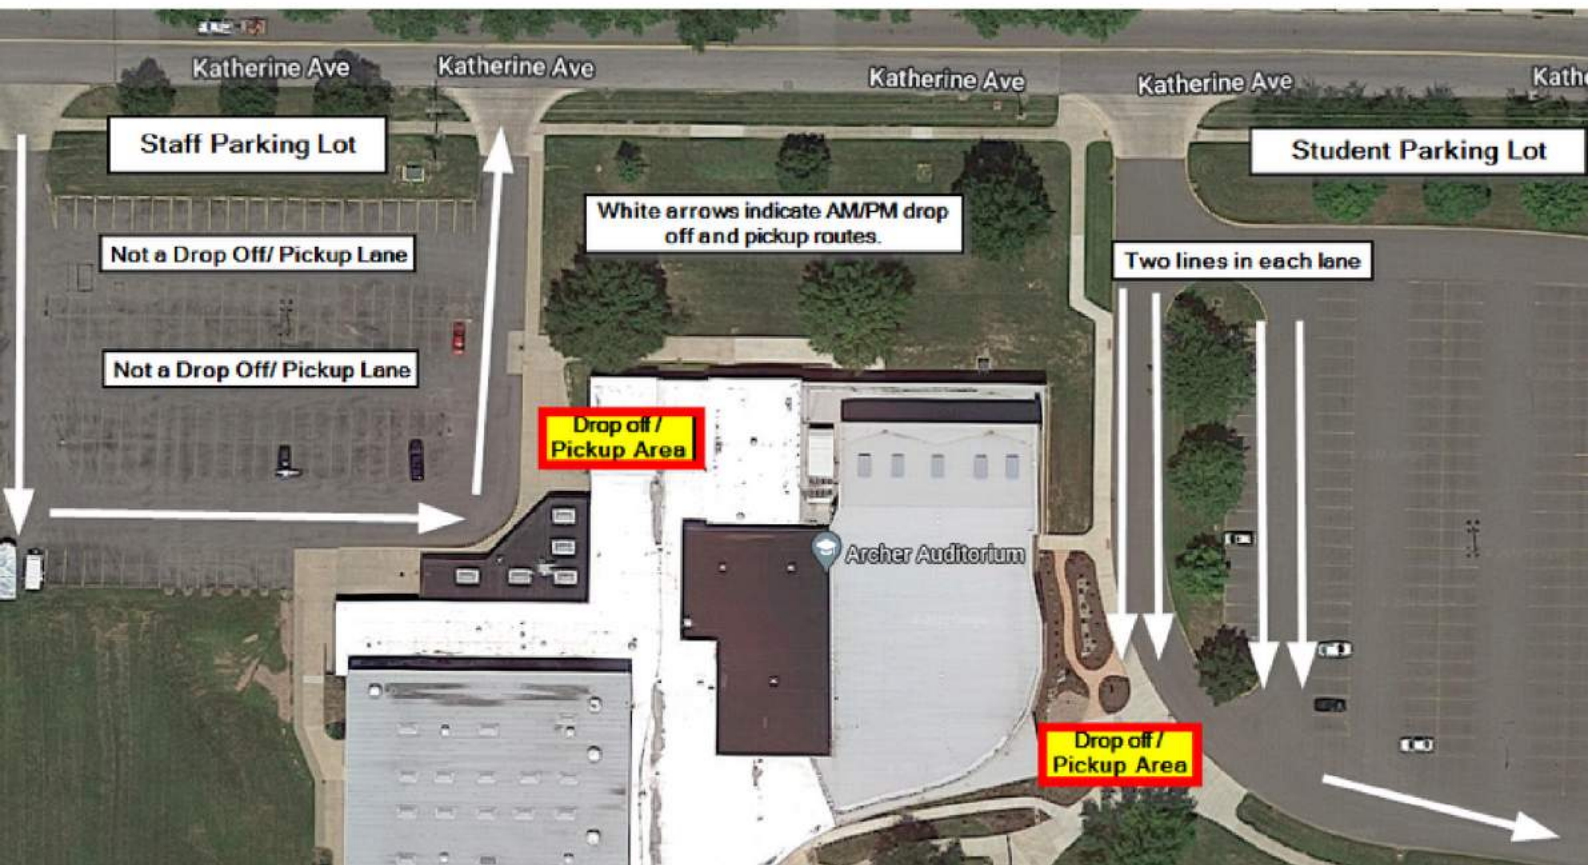 Katherine Ave
Katherine Ave
Katherine Ave
Katherine Ave
Kathe
Staff Parking Lot
Student Parking Lot
White arrows indicate AM/PM drop
off and pickup routes.
Not a Drop Off/ Pickup Lane
Two lines in each lane
Not a Drop Off/ Pickup Lane
Drop off /
Pickup Area
Archer Auditorium
Drop off /
Pickup Area